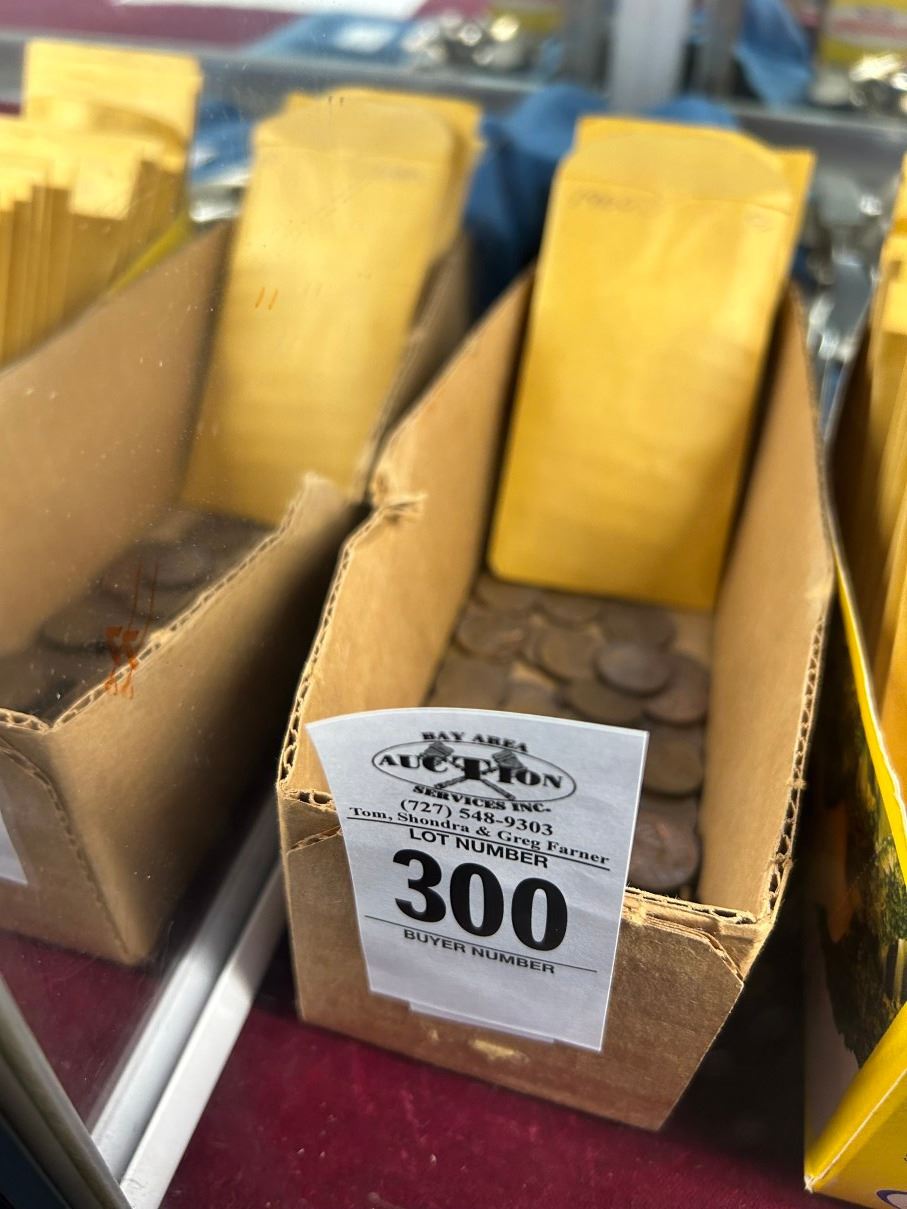 BAY AREA
AUCTION
SERVICES INC.
(727) 548-9303
Tom, Shondra & Greg Farner
LOT NUMBER
300
BUYER NUMBER